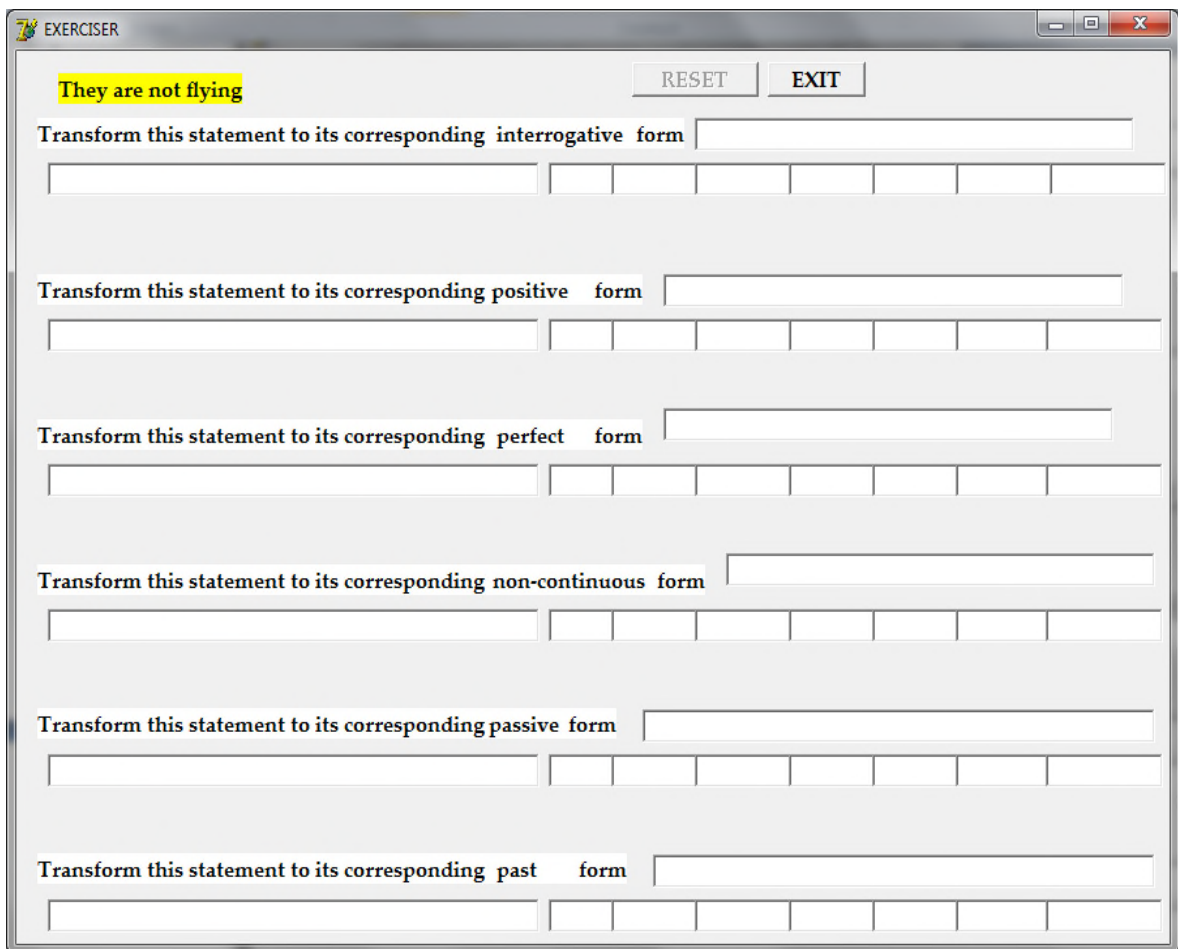 EXERCISER
They are not flying
RESET EXIT
Transform this statement to its corresponding interrogative form
Transform this statement to its corresponding positive form
Transform this statement to its corresponding perfect form
Transform this statement to its corresponding non-continuous form
Transform this statement to its corresponding passive form
Transform this statement to its corresponding past form